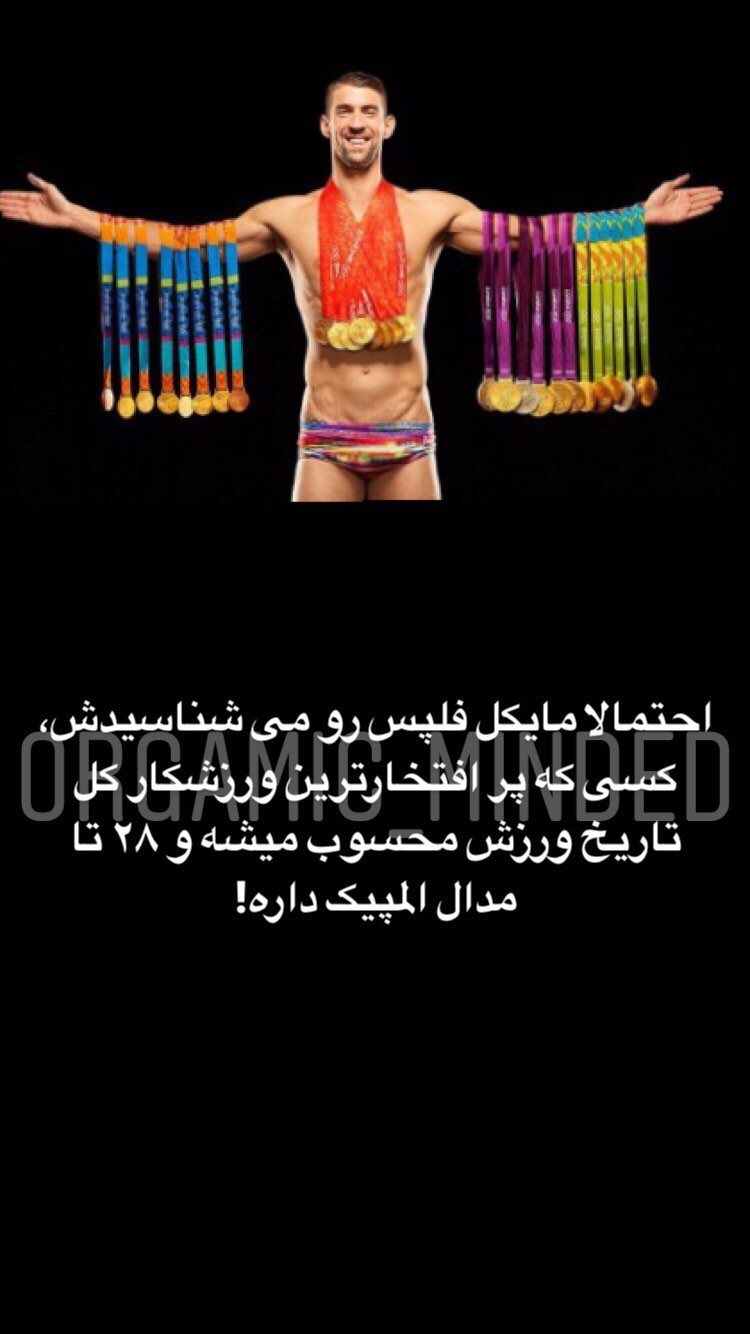 احتمالا مایکل فلپس رو می شناسیدش،
کسی که پر افتخارترین ورزشکار کل
تاریخ ورزش محسوب میشه و ۲۸ تا
مدال المپیک داره!
ORGAMIC_MINDED